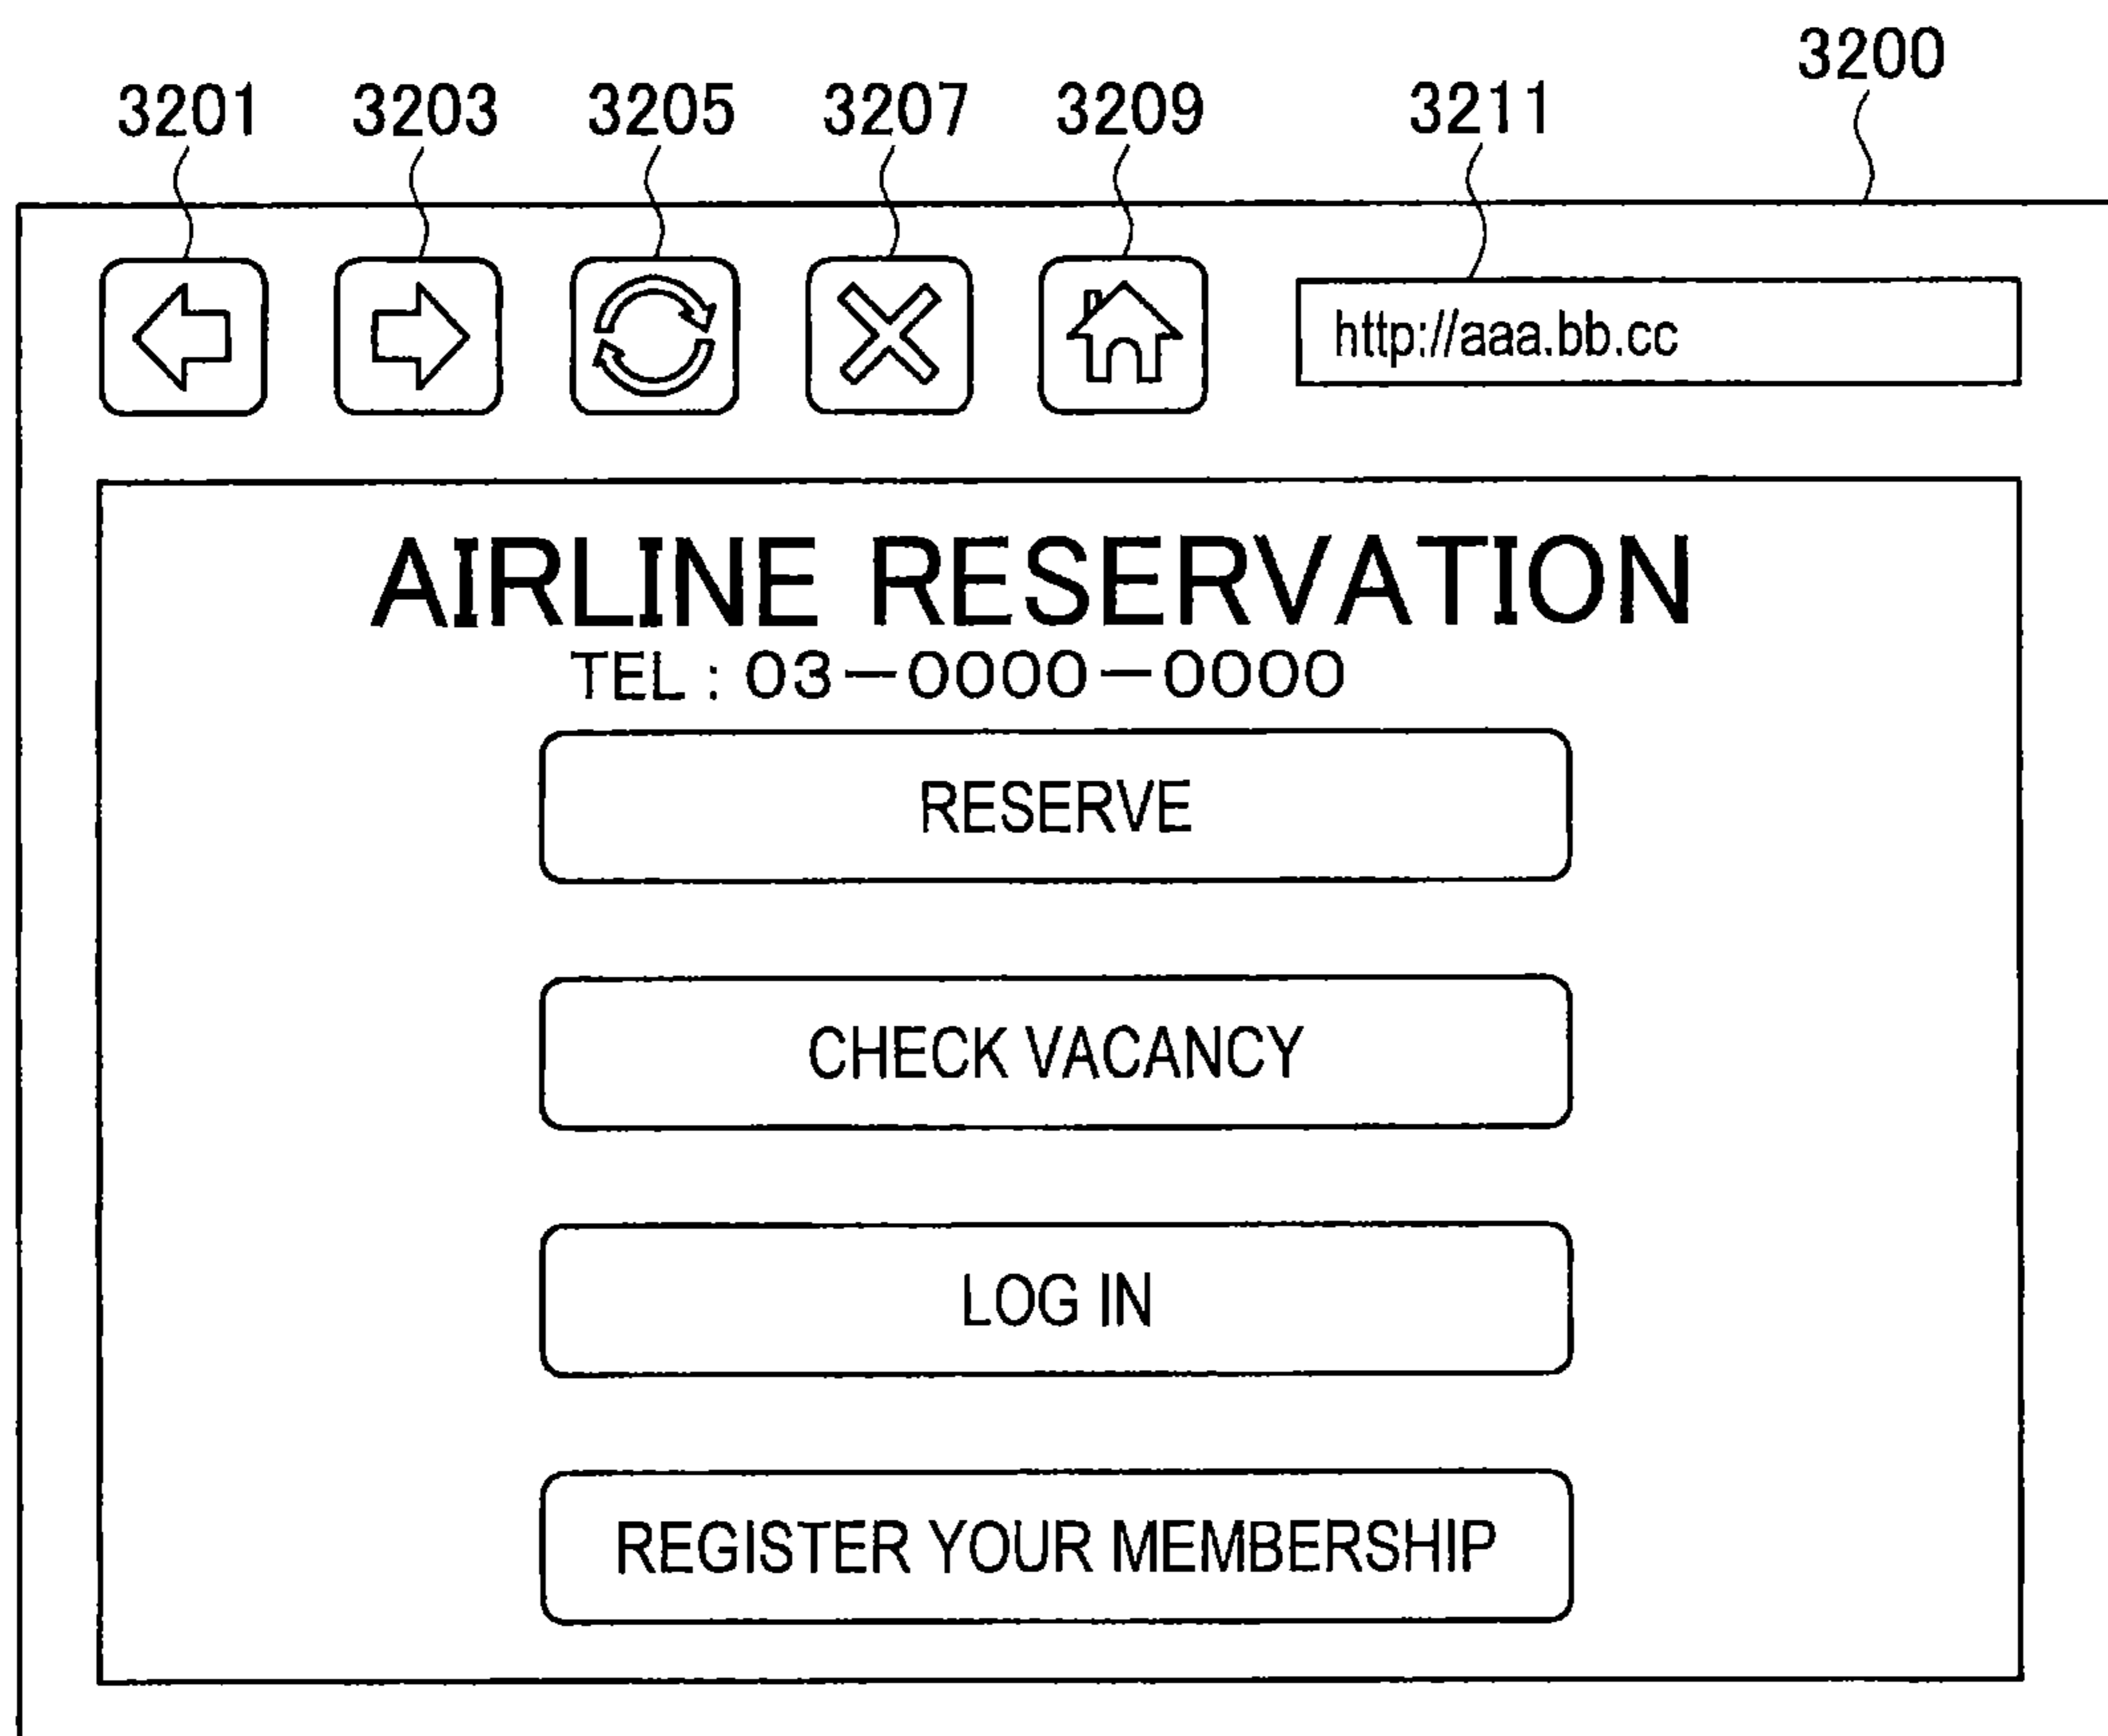 3200
3201 3203 3205 3207 3209 3211
http://aaa.bb.cc
AIRLINE RESERVATION
TEL : 03-0000-0000
RESERVE
CHECK VACANCY
LOG IN
REGISTER YOUR MEMBERSHIP